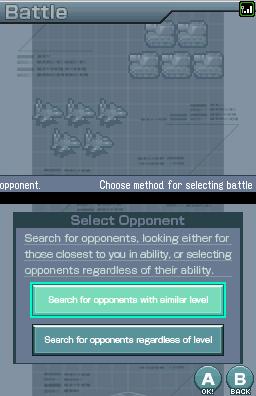 Battle
opponent. Choose method for selecting battle
Select Opponent
Search for opponents, looking either for
those closest to you in ability, or selecting
opponents regardless of their ability.
Search for opponents with similar level
Search for opponents regardless of level
A B
OK! BACK